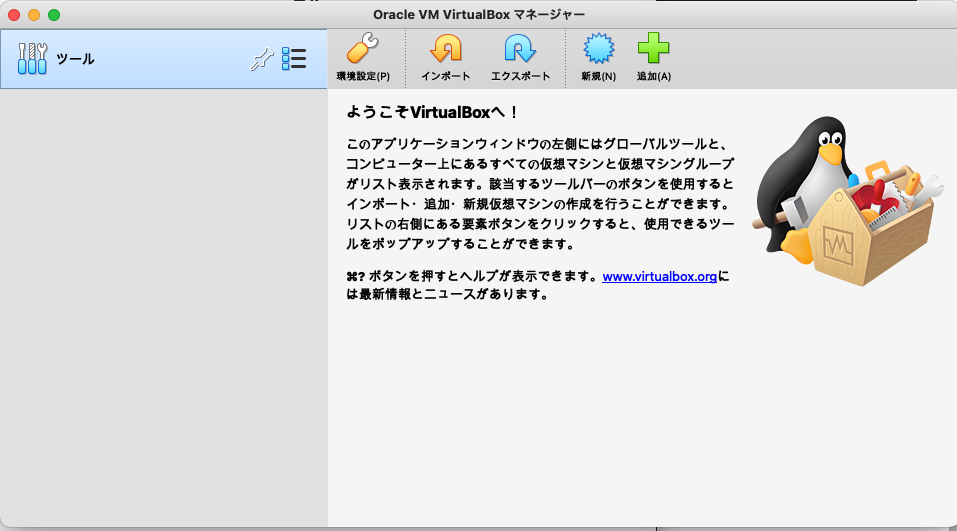 Oracle VM VirtualBox マネージャー
ツール
環境設定(P)
インポート
エクスポート
新規(N)
追加(A)
ようこそVirtualBoxへ！
このアプリケーションウィンドウの左側にはグローバルツールと、
コンピューター上にあるすべての仮想マシンと仮想マシングループ
がリスト表示されます。該当するツールバーのボタンを使用すると
インポート・追加・新規仮想マシンの作成を行うことができます。
リストの右側にある要素ボタンをクリックすると、使用できるツー
ルをポップアップすることができます。
⌘? ボタンを押すとヘルプが表示できます。www.virtualbox.orgに
は最新情報とニュースがあります。